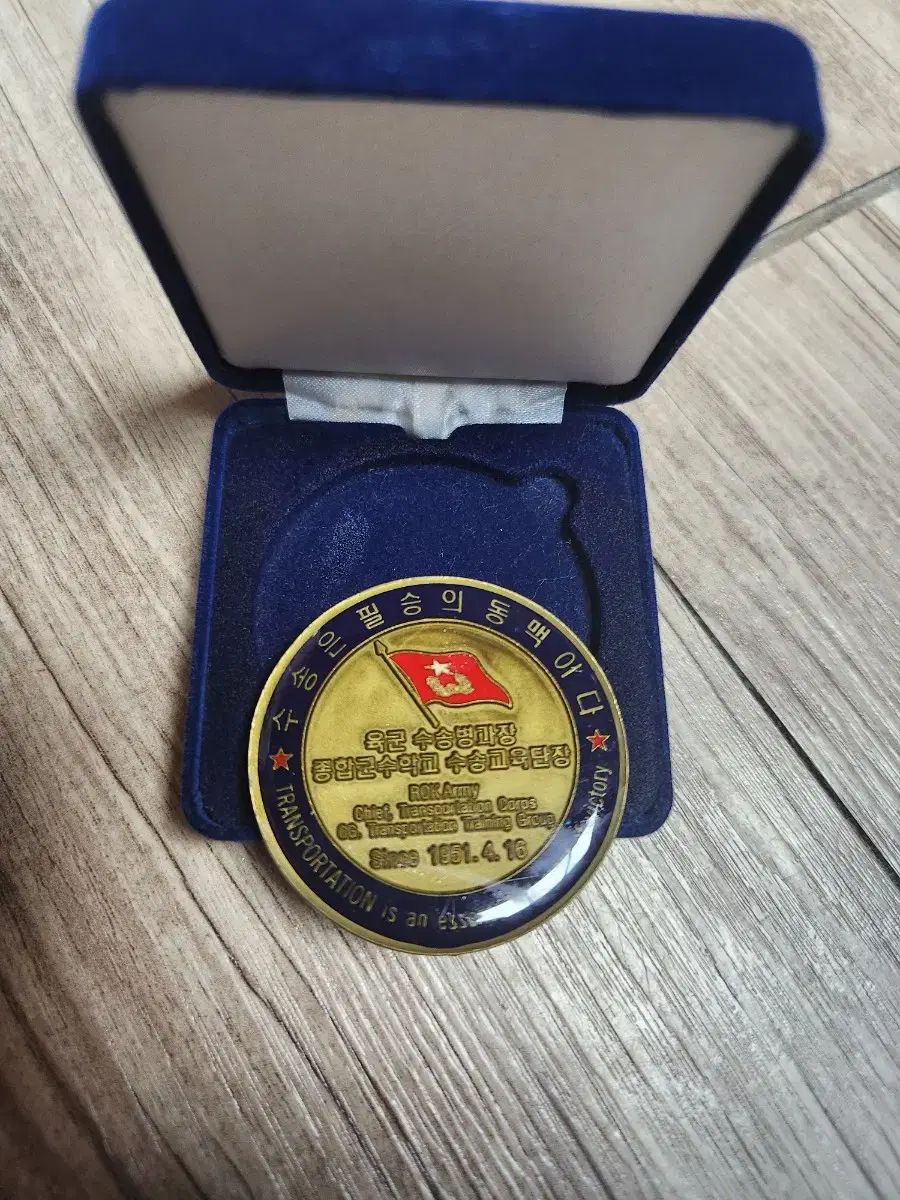 수송은 필승의 동맥이다
육군 수송병과장
종합군수학교 수송교육단장
ROK Army
Chief, Transportation Corps
CG, Transportation Training Group
Since 1951. 4. 16
TRANSPORTATION is an victory